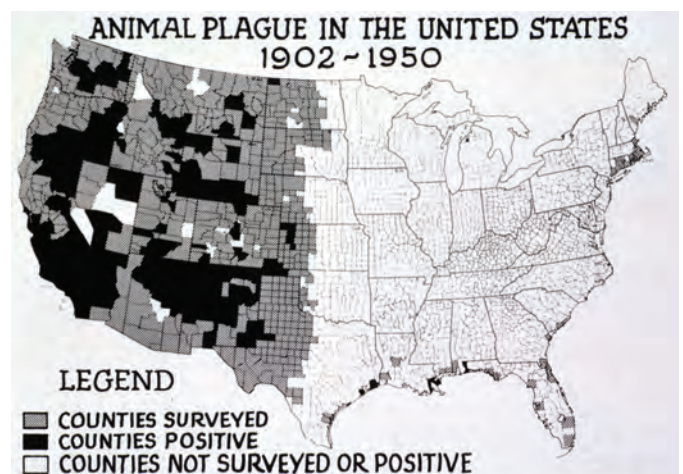 ANIMAL PLAGUE IN THE UNITED STATES
1902~1950
LEGEND
COUNTIES SURVEYED
COUNTIES POSITIVE
COUNTIES NOT SURVEYED OR POSITIVE